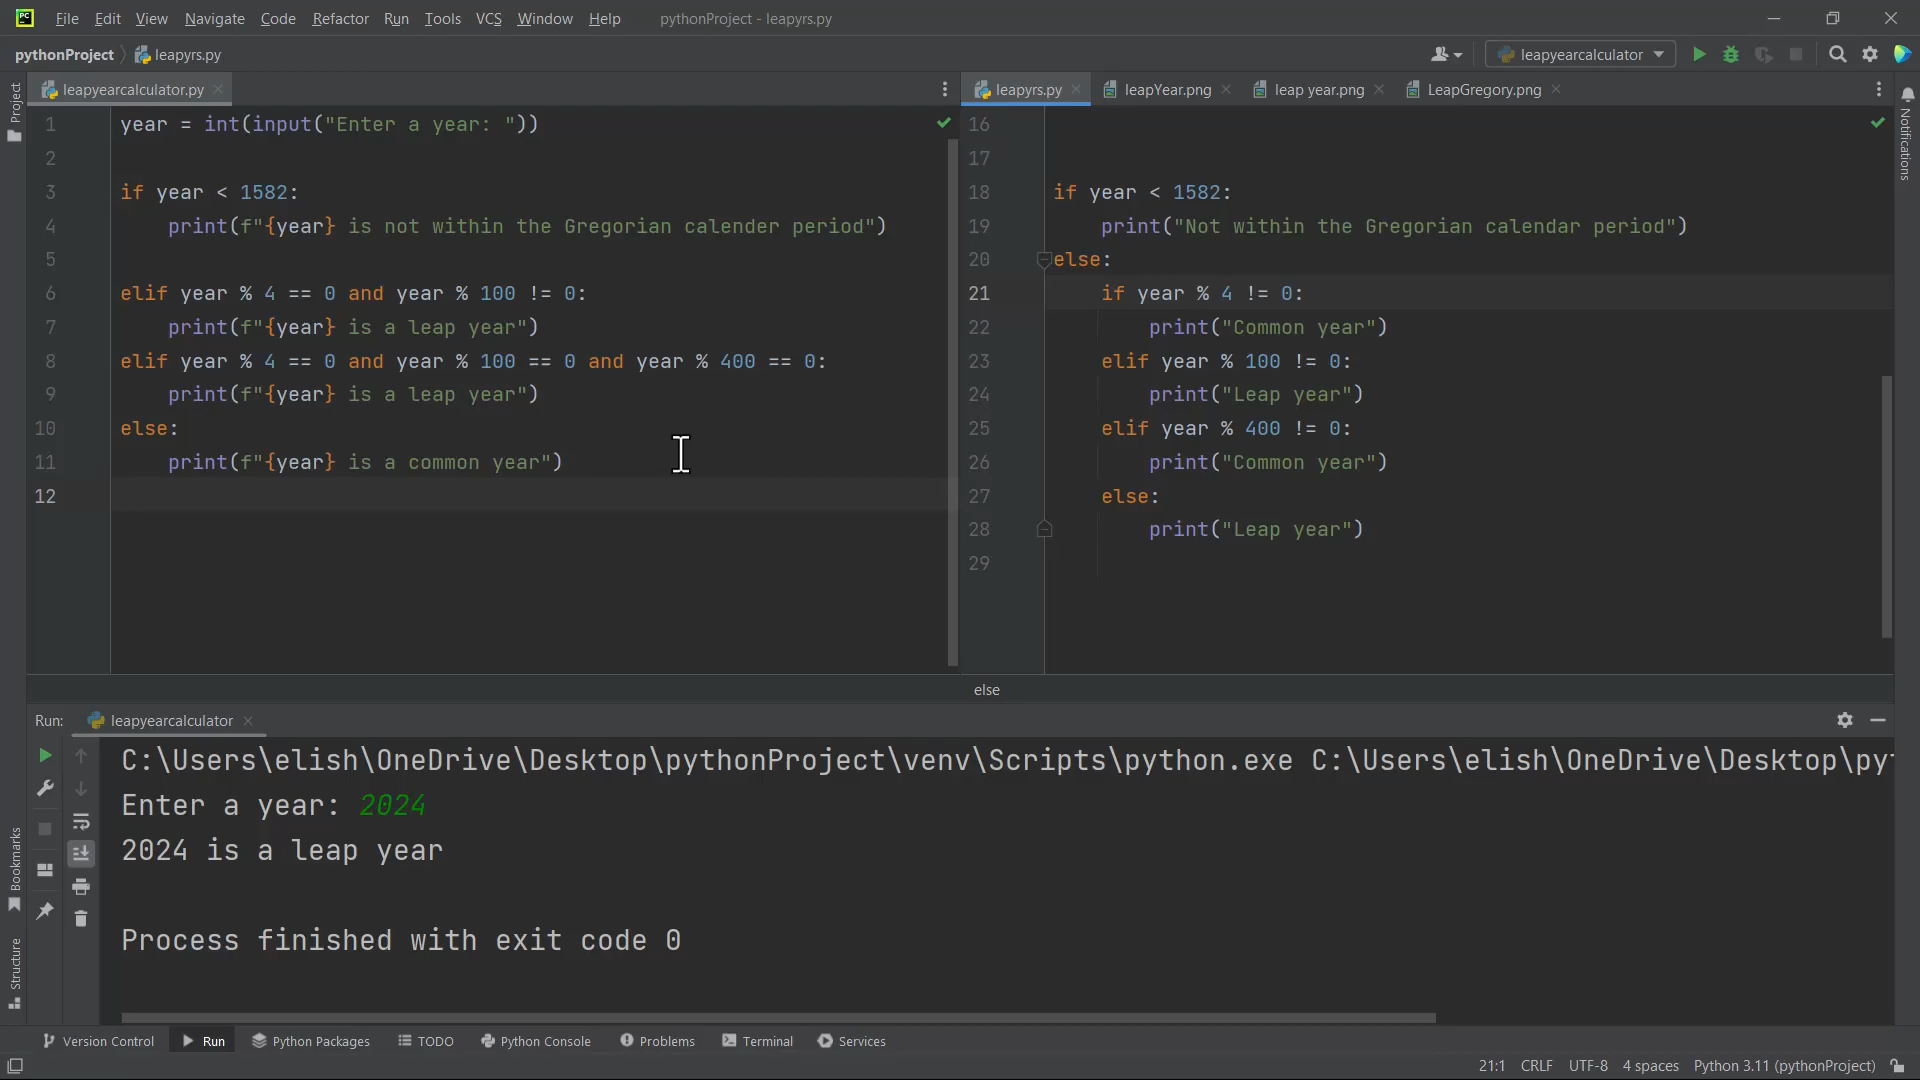 File Edit View Navigate Code Refactor Run Tools VCS Window Help pythonProject - leapyrs.py
pythonProject leapyrs.py leapyearcalculator
Project
leapyearcalculator.py
1 year = int(input("Enter a year: "))
2
3 if year < 1582:
4 print(f"{year} is not within the Gregorian calender period")
5
6 elif year % 4 == 0 and year % 100 != 0:
7 print(f"{year} is a leap year")
8 elif year % 4 == 0 and year % 100 == 0 and year % 400 == 0:
9 print(f"{year} is a leap year")
10 else:
11 print(f"{year} is a common year")
12
leapyrs.py leapYear.png leap year.png LeapGregory.png
16
17
18 if year < 1582:
19 print("Not within the Gregorian calendar period")
20 else:
21 if year % 4 != 0:
22 print("Common year")
23 elif year % 100 != 0:
24 print("Leap year")
25 elif year % 400 != 0:
26 print("Common year")
27 else:
28 print("Leap year")
29
Notifications
else
Run: leapyearcalculator
C:\Users\elish\OneDrive\Desktop\pythonProject\venv\Scripts\python.exe C:\Users\elish\OneDrive\Desktop\py
Enter a year: 2024
2024 is a leap year
Process finished with exit code 0
Bookmarks
Structure
Version Control Run Python Packages TODO Python Console Problems Terminal Services
21:1 CRLF UTF-8 4 spaces Python 3.11 (pythonProject)